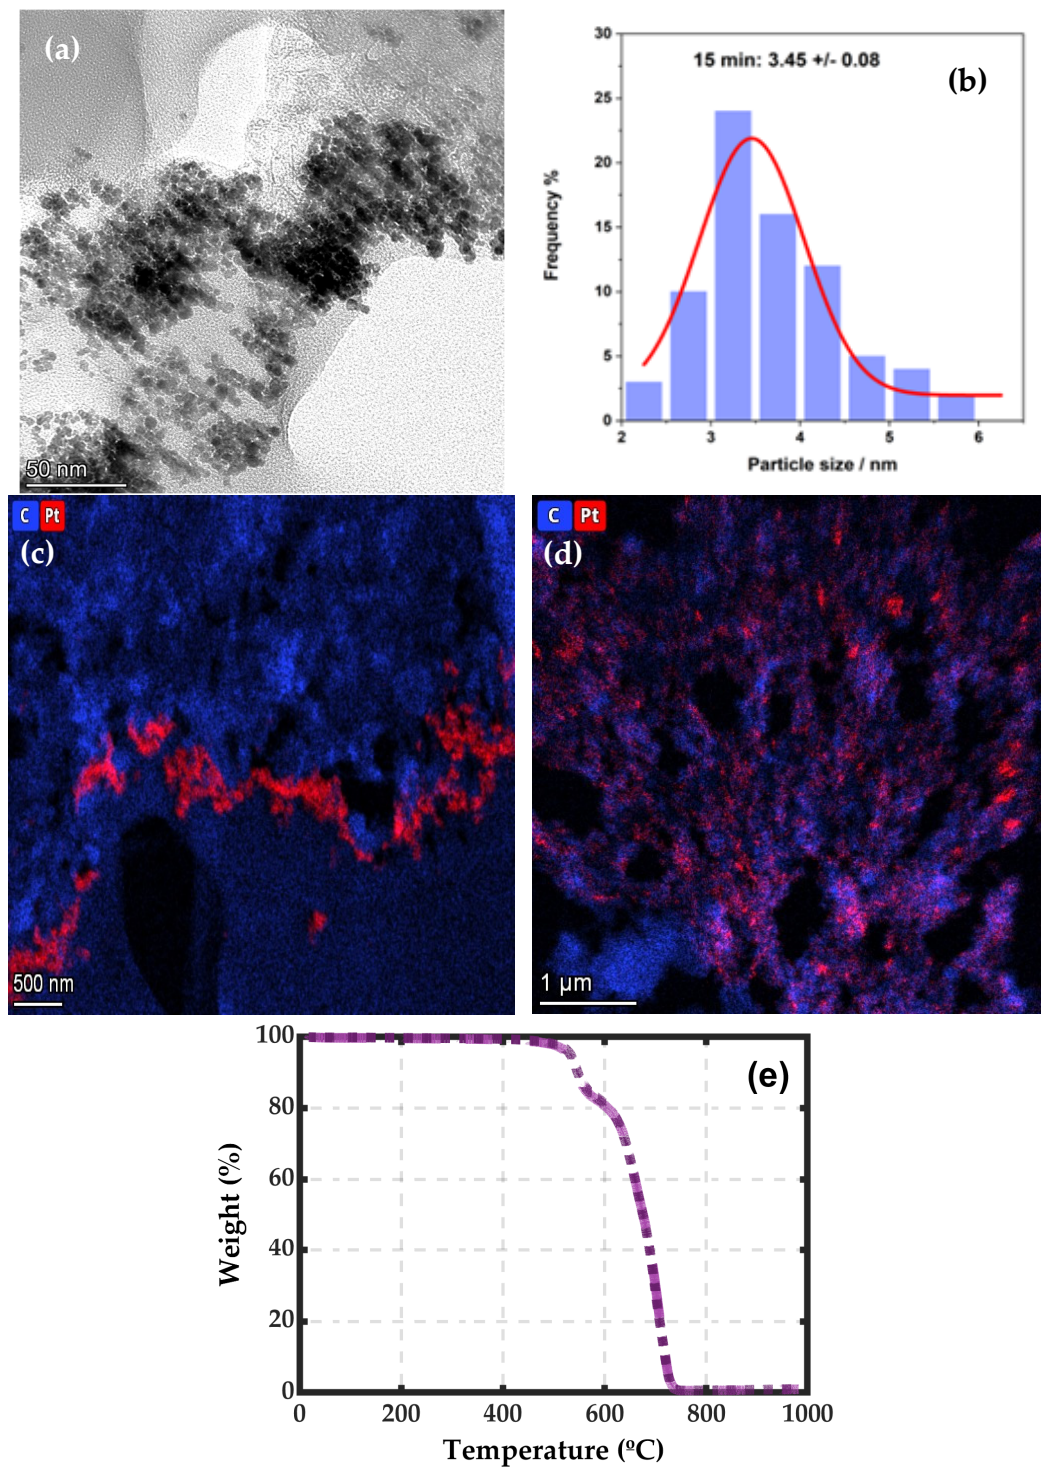 (a)
50 nm
15 min: 3.45 +/- 0.08
(b)
30
25
20
15
10
5
0
Frequency %
2 3 4 5 6
Particle size / nm
C Pt
(c)
500 nm
C Pt
(d)
1 µm
(e)
100
80
60
40
20
0
Weight (%)
0 200 400 600 800 1000
Temperature (ºC)